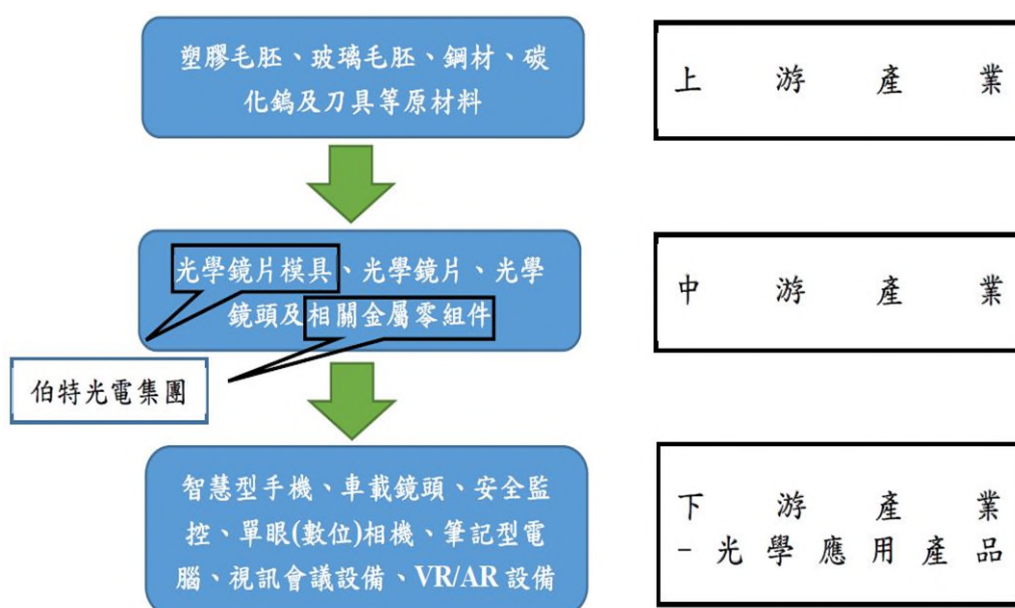 塑膠毛胚、玻璃毛胚、鋼材、碳
化鎢及刀具等原材料
上游產業
光學鏡片模具、光學鏡片、光學
鏡頭及相關金屬零組件
中游產業
伯特光電集團
智慧型手機、車載鏡頭、安全監
控、單眼(數位)相機、筆記型電
腦、視訊會議設備、VR/AR 設備
下游產業
-光學應用產品